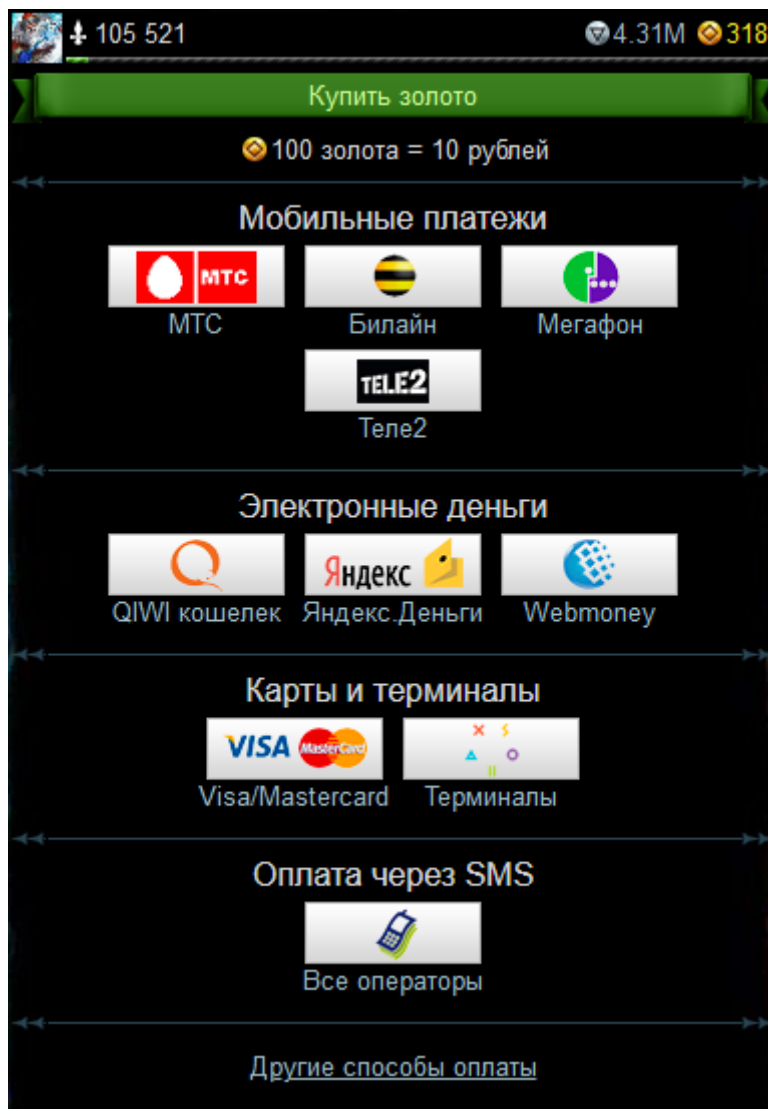 105 521 4.31M 318
Купить золото
100 золота = 10 рублей
Мобильные платежи
МТС
МТС Билайн Мегафон
TELE2
Теле2
Электронные деньги
Яндекс
QIWI кошелек Яндекс.Деньги Webmoney
Карты и терминалы
VISA MasterCard
Visa/Mastercard Терминалы
Оплата через SMS
Все операторы
Другие способы оплаты